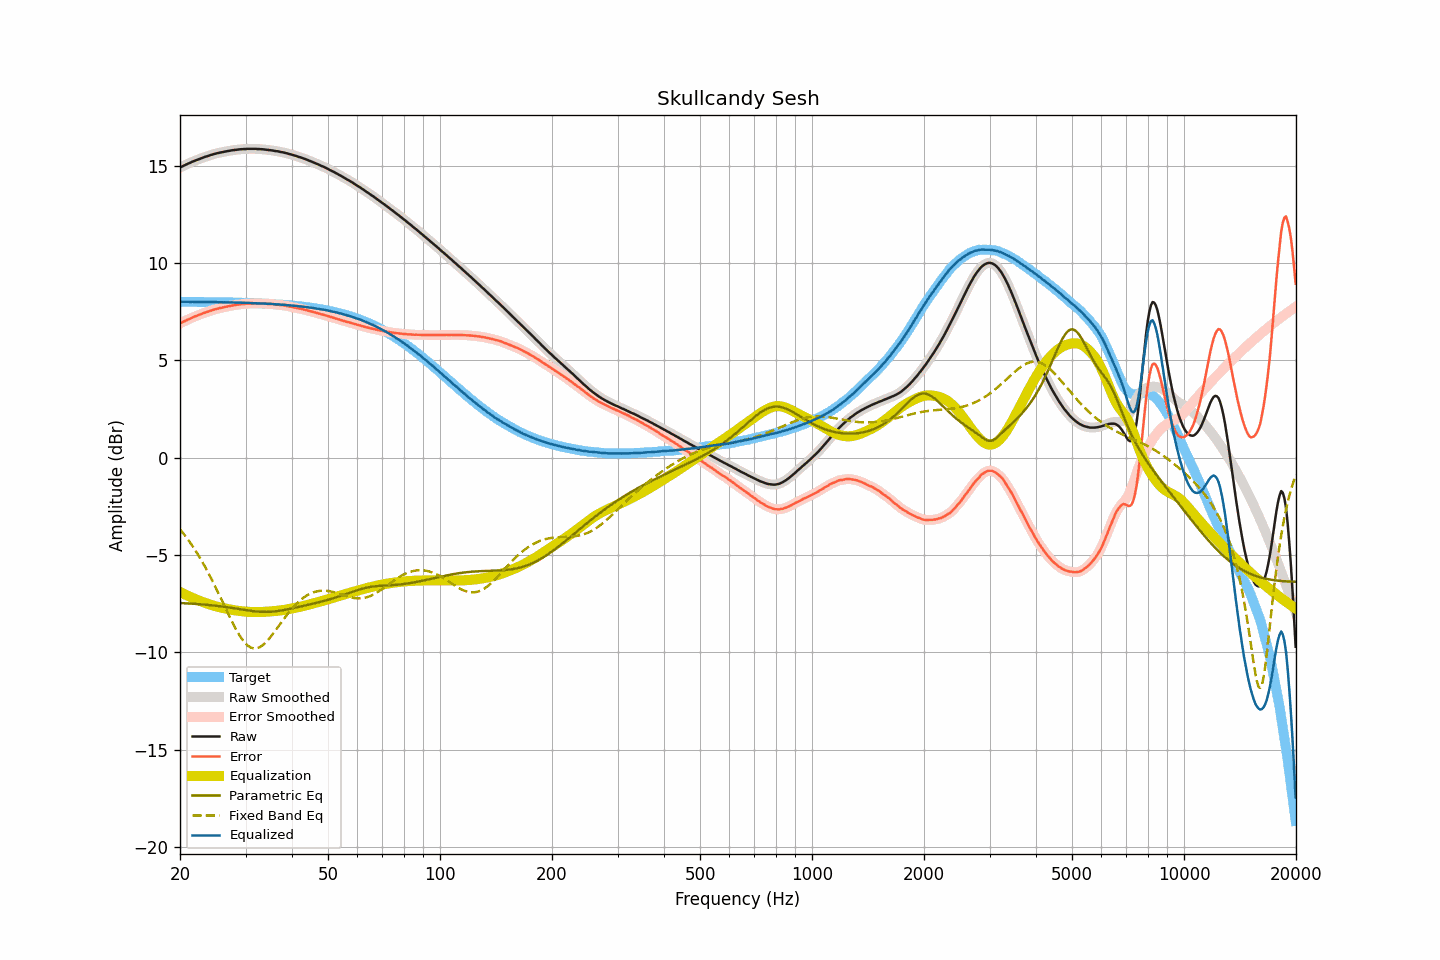 Skullcandy Sesh
Amplitude (dBr)
15
10
5
0
−5
−10
−15
−20
Target
Raw Smoothed
Error Smoothed
Raw
Error
Equalization
Parametric Eq
Fixed Band Eq
Equalized
20 50 100 200 500 1000 2000 5000 10000 20000
Frequency (Hz)